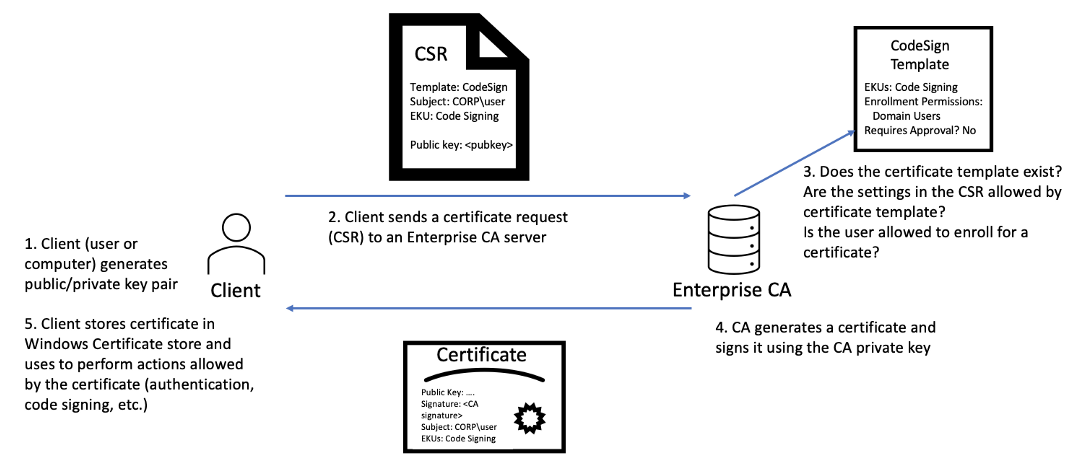 CSR
Template: CodeSign
Subject: CORP\user
EKU: Code Signing
Public key: <pubkey>
CodeSign
Template
EKUs: Code Signing
Enrollment Permissions:
Domain Users
Requires Approval? No
3. Does the certificate template exist?
Are the settings in the CSR allowed by
certificate template?
Is the user allowed to enroll for a
certificate?
2. Client sends a certificate request
(CSR) to an Enterprise CA server
1. Client (user or
computer) generates
public/private key pair
Client
Enterprise CA
5. Client stores certificate in
Windows Certificate store and
uses to perform actions allowed
by the certificate (authentication,
code signing, etc.)
4. CA generates a certificate and
signs it using the CA private key
Certificate
Public Key: ....
Signature: <CA
signature>
Subject: CORP\user
EKUs: Code Signing